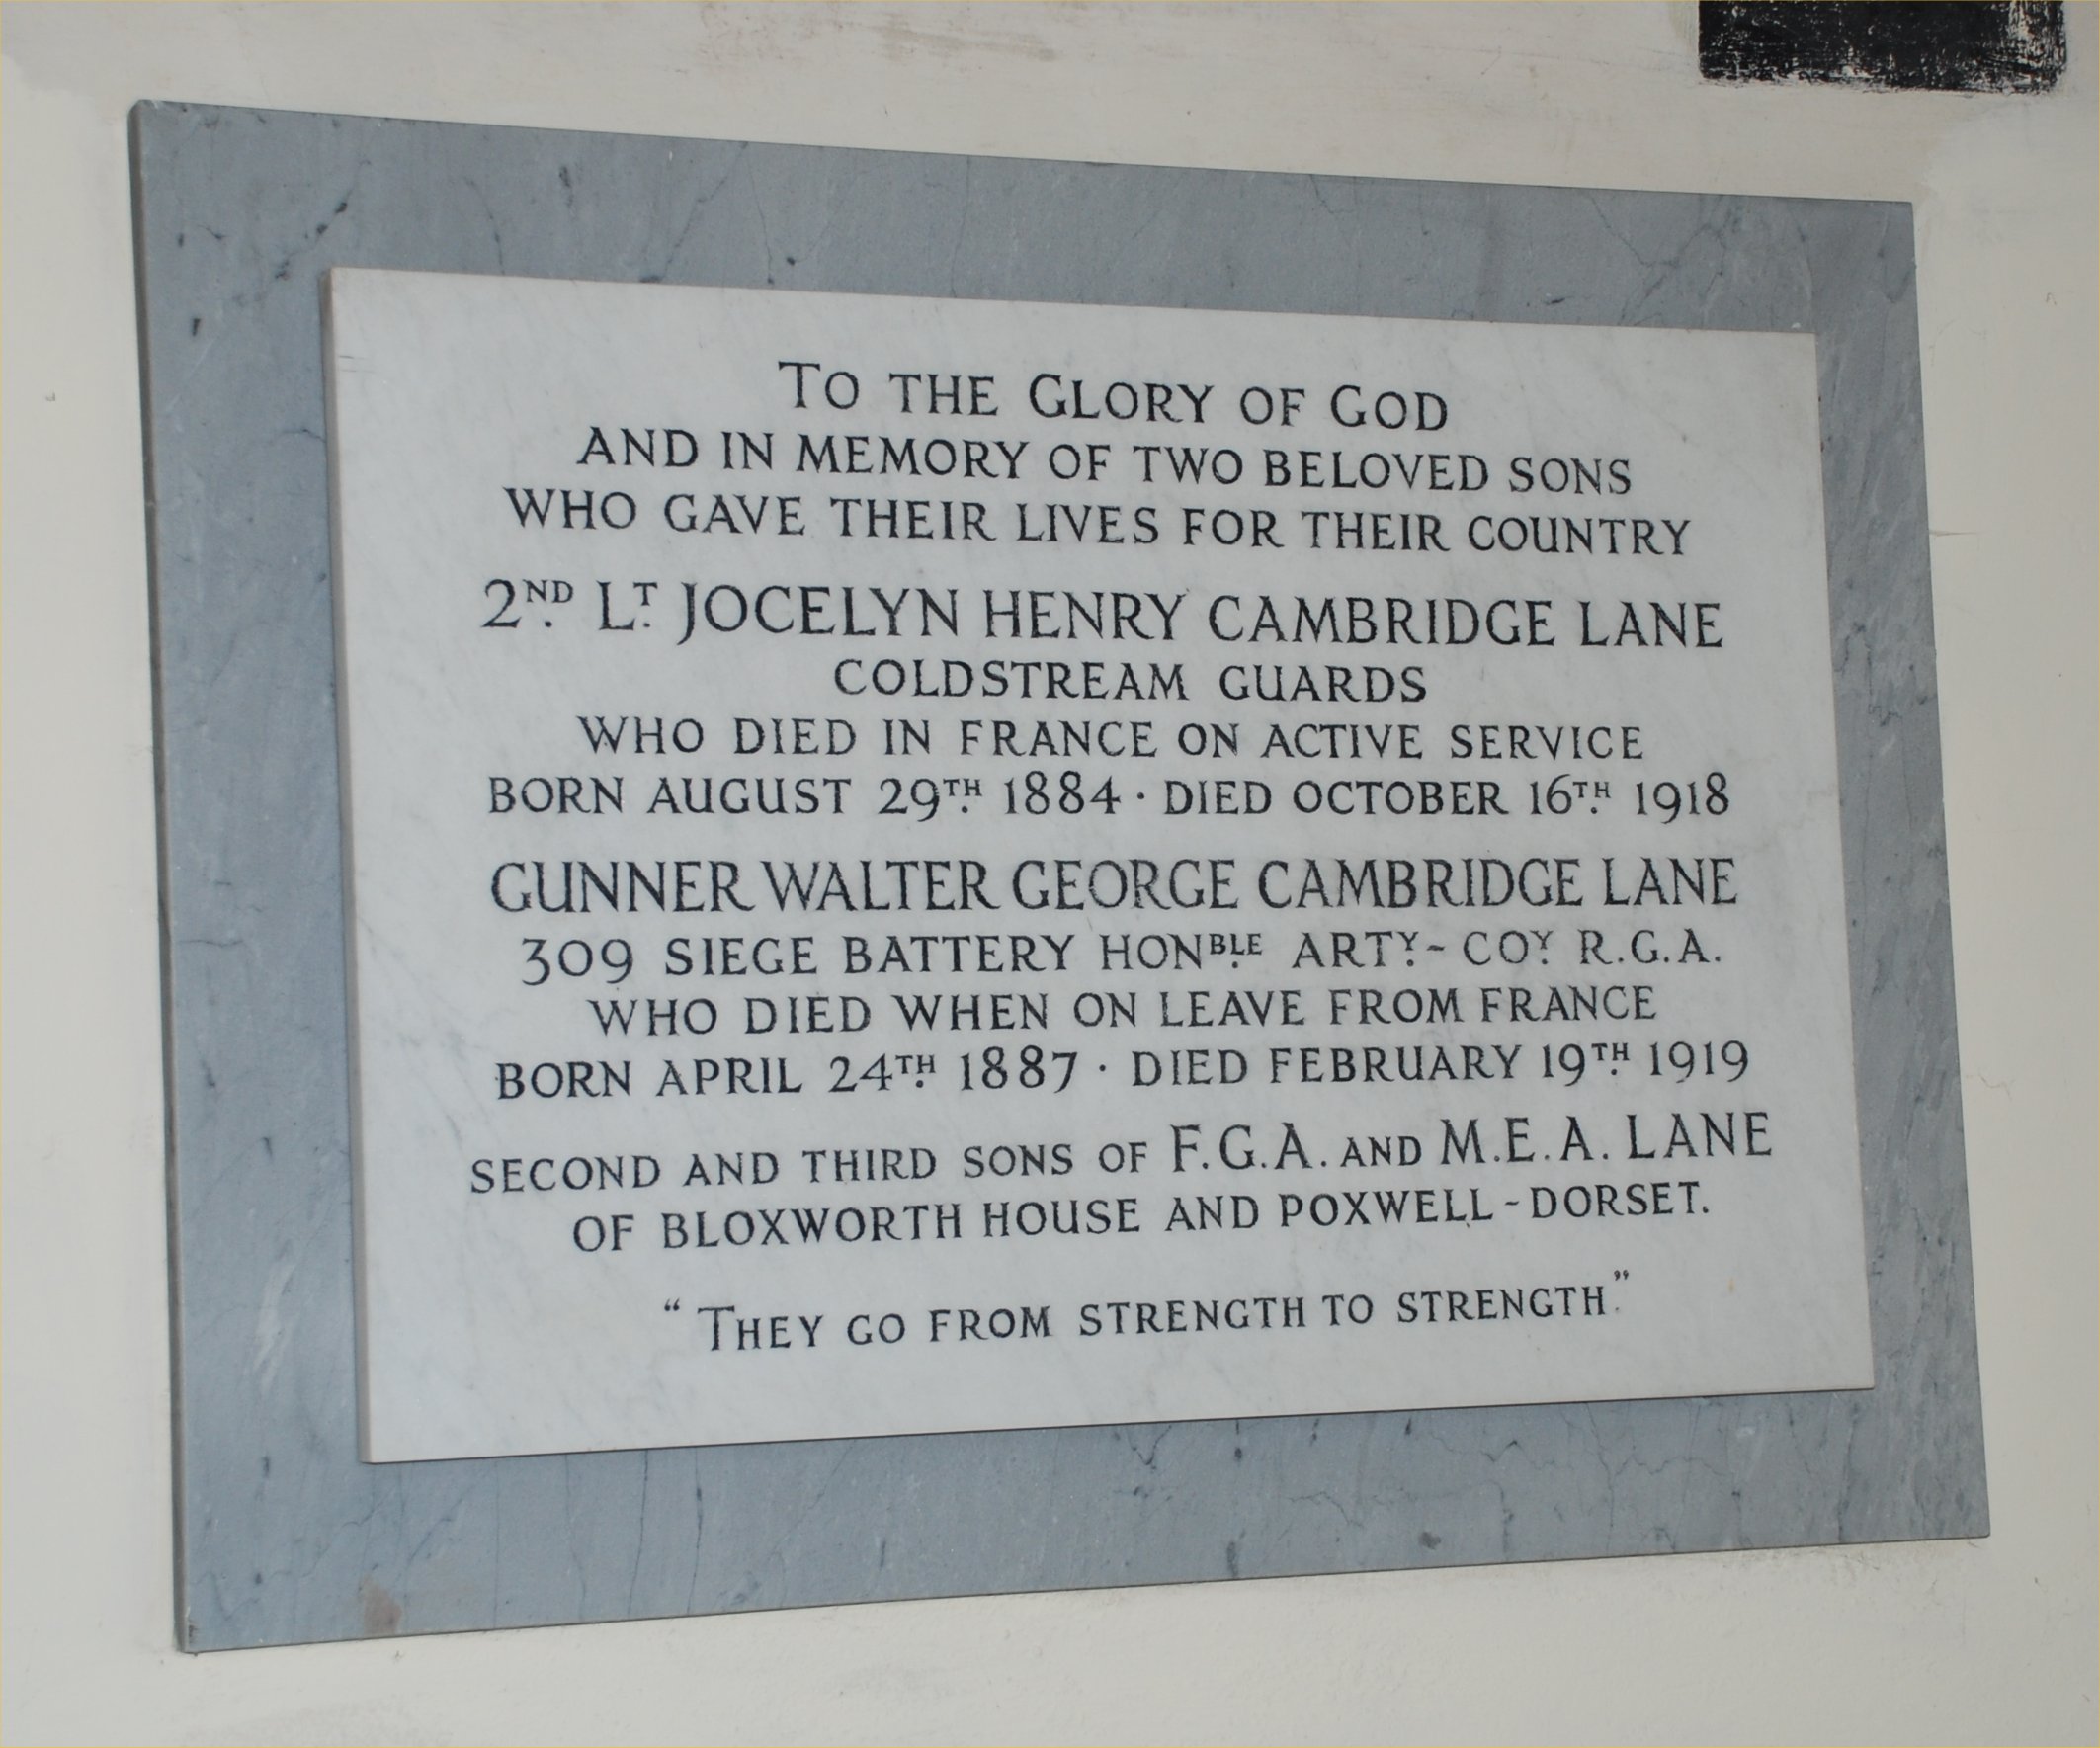 TO THE GLORY OF GOD
AND IN MEMORY OF TWO BELOVED SONS
WHO GAVE THEIR LIVES FOR THEIR COUNTRY
2ND. LT. JOCELYN HENRY CAMBRIDGE LANE
COLDSTREAM GUARDS
WHO DIED IN FRANCE ON ACTIVE SERVICE
BORN AUGUST 29TH. 1884 · DIED OCTOBER 16TH. 1918
GUNNER WALTER GEORGE CAMBRIDGE LANE
309 SIEGE BATTERY HONBLE. ARTY.- COY. R.G.A.
WHO DIED WHEN ON LEAVE FROM FRANCE
BORN APRIL 24TH. 1887 · DIED FEBRUARY 19TH. 1919
SECOND AND THIRD SONS OF F.G.A. AND M.E.A. LANE
OF BLOXWORTH HOUSE AND POXWELL - DORSET.
“THEY GO FROM STRENGTH TO STRENGTH.”